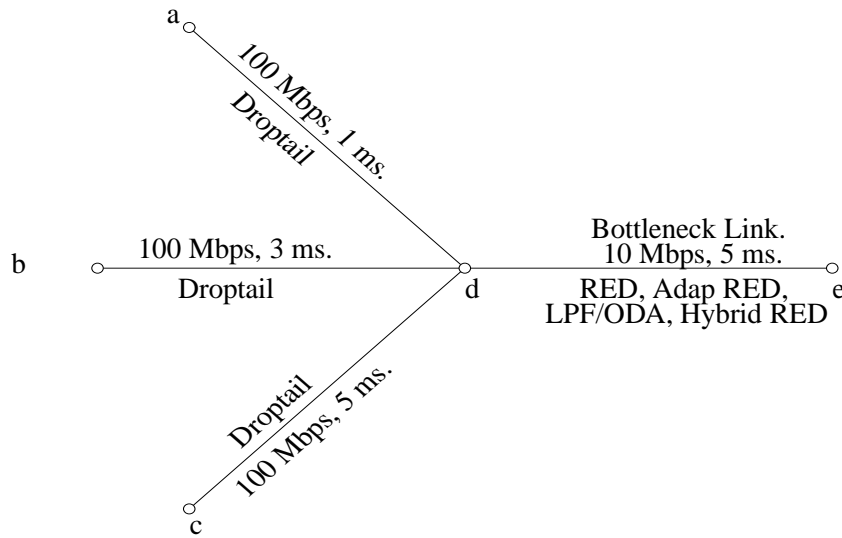 a
100 Mbps, 1 ms.
Droptail
b
100 Mbps, 3 ms.
Droptail
d
Bottleneck Link.
10 Mbps, 5 ms.
RED, Adap RED,
LPF/ODA, Hybrid RED
e
Droptail
100 Mbps, 5 ms.
c